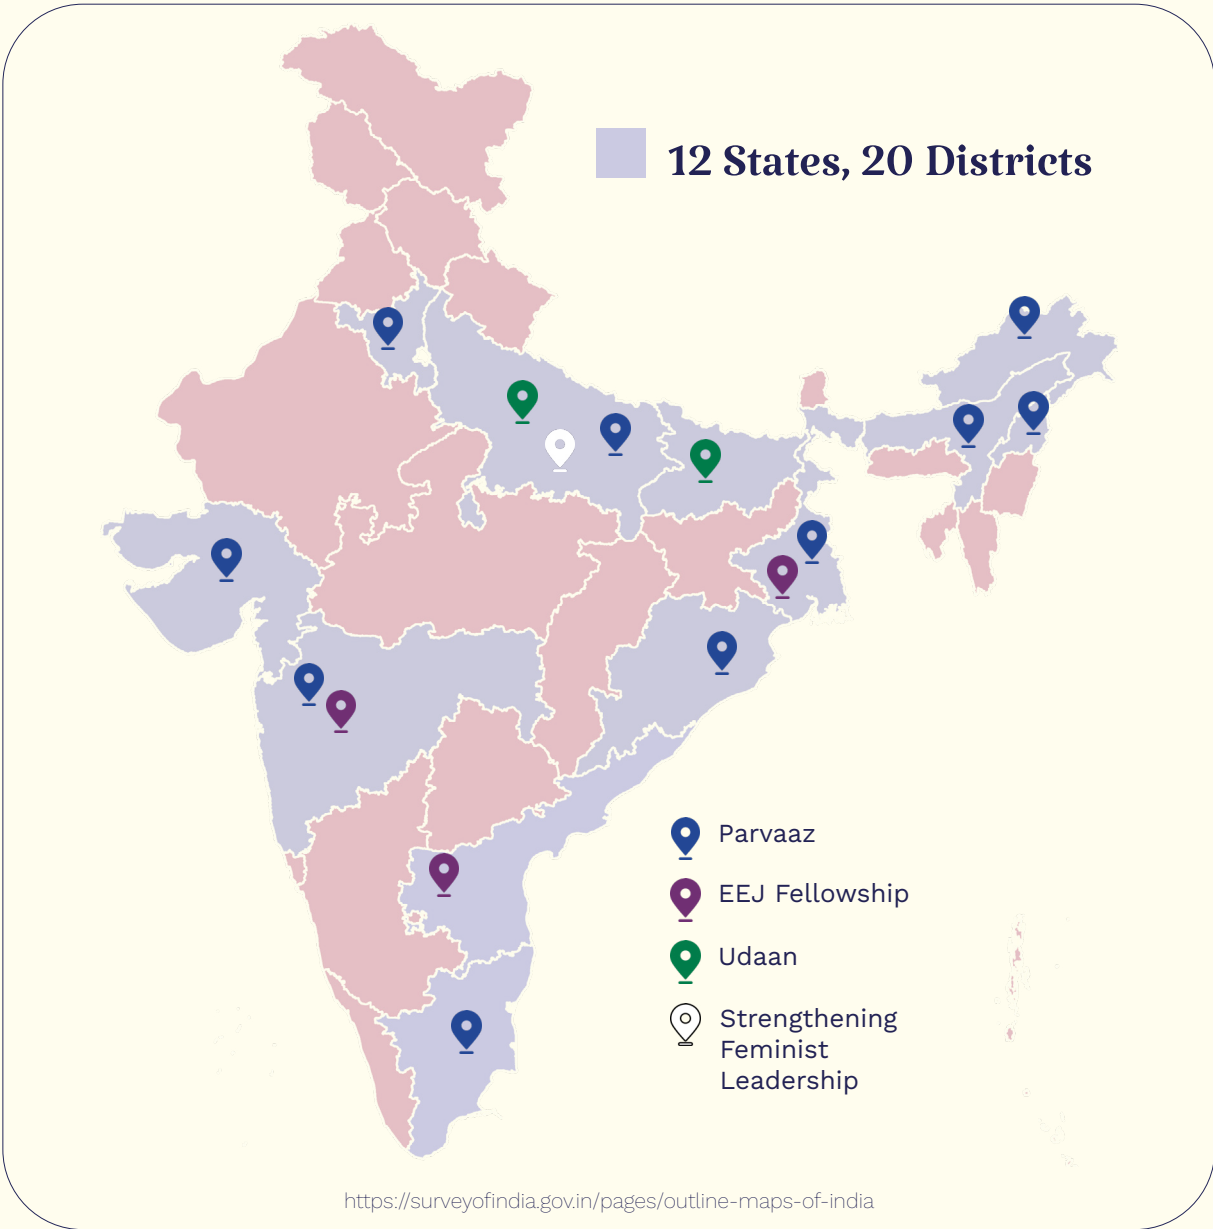 12 States, 20 Districts
Parvaaz
EEJ Fellowship
Udaan
Strengthening
Feminist
Leadership
https://surveyofindia.gov.in/pages/outline-maps-of-india